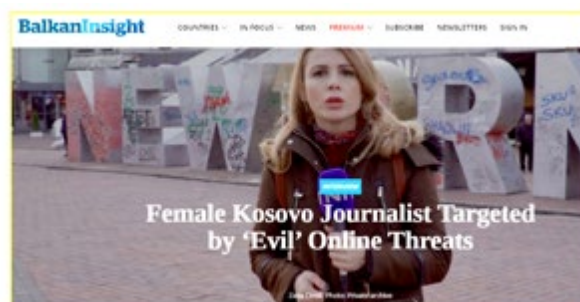 BalkanInsight
COUNTRIES IN FOCUS NEWS PREMIUM SUBSCRIBE NEWSLETTERS SIGN IN
NEWBORN
INTERVIEW
Female Kosovo Journalist Targeted
by ‘Evil’ Online Threats